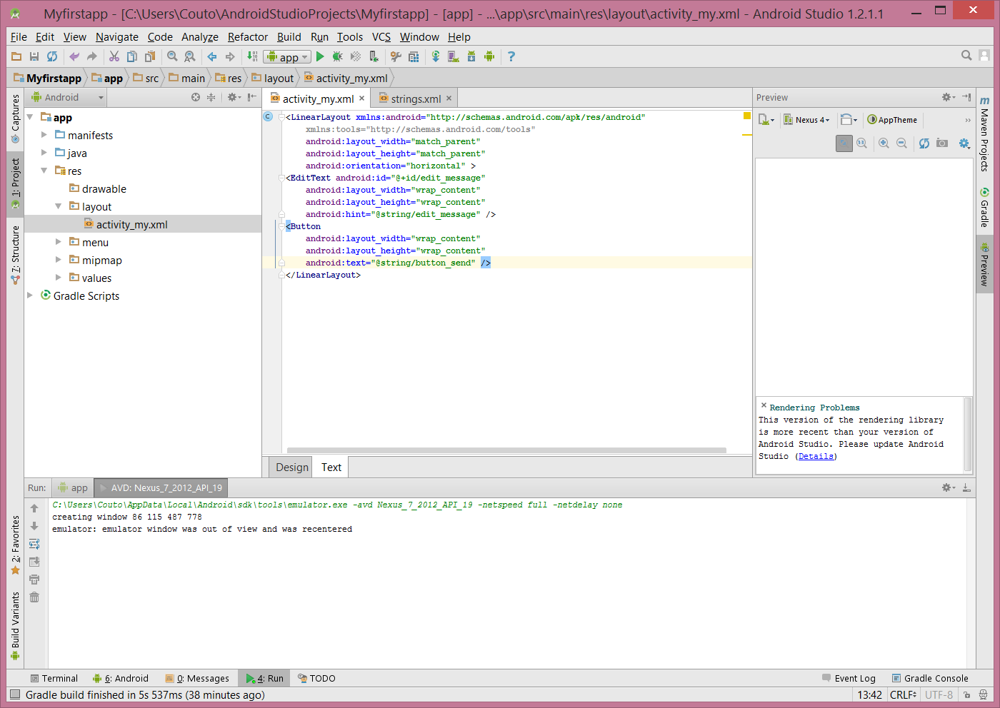 Myfirstapp - [C:\Users\Couto\AndroidStudioProjects\Myfirstapp] - [app] - ...\app\src\main\res\layout\activity_my.xml - Android Studio 1.2.1.1
File Edit View Navigate Code Analyze Refactor Build Run Tools VCS Window Help
app
Myfirstapp app src main res layout activity_my.xml
Captures
1: Project
7: Structure
2: Favorites
Build Variants
Android
app
manifests
java
res
drawable
layout
activity_my.xml
menu
mipmap
values
Gradle Scripts
activity_my.xml strings.xml
<LinearLayout xmlns:android="http://schemas.android.com/apk/res/android"
xmlns:tools="http://schemas.android.com/tools"
android:layout_width="match_parent"
android:layout_height="match_parent"
android:orientation="horizontal" >
<EditText android:id="@+id/edit_message"
android:layout_width="wrap_content"
android:layout_height="wrap_content"
android:hint="@string/edit_message" />
<Button
android:layout_width="wrap_content"
android:layout_height="wrap_content"
android:text="@string/button_send" />
</LinearLayout>
Design Text
Preview
Nexus 4 AppTheme
Rendering Problems
This version of the rendering library
is more recent than your version of
Android Studio. Please update Android
Studio (Details)
Maven Projects
Gradle
Preview
Run: app AVD: Nexus_7_2012_API_19
C:\Users\Couto\AppData\Local\Android\sdk\tools\emulator.exe -avd Nexus_7_2012_API_19 -netspeed full -netdelay none
creating window 86 115 487 778
emulator: emulator window was out of view and was recentered
Terminal 6: Android 0: Messages 4: Run TODO Event Log Gradle Console
Gradle build finished in 5s 537ms (38 minutes ago) 13:42 CRLF UTF-8